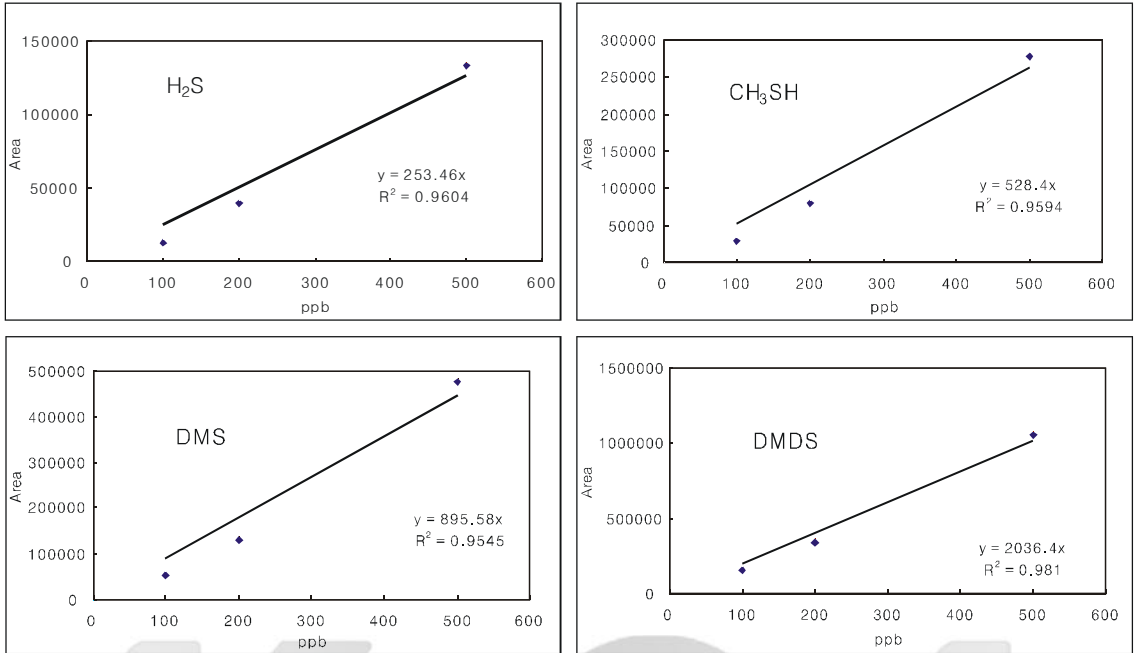 150000
100000
50000
0
Area
H₂S
y = 253.46x
R² = 0.9604
0 100 200 300 400 500 600
ppb
300000
250000
200000
150000
100000
50000
0
Area
CH₃SH
y = 528.4x
R² = 0.9594
0 100 200 300 400 500 600
ppb
500000
400000
300000
200000
100000
0
Area
DMS
y = 895.58x
R² = 0.9545
0 100 200 300 400 500 600
ppb
1500000
1000000
500000
0
Area
DMDS
y = 2036.4x
R² = 0.981
0 100 200 300 400 500 600
ppb